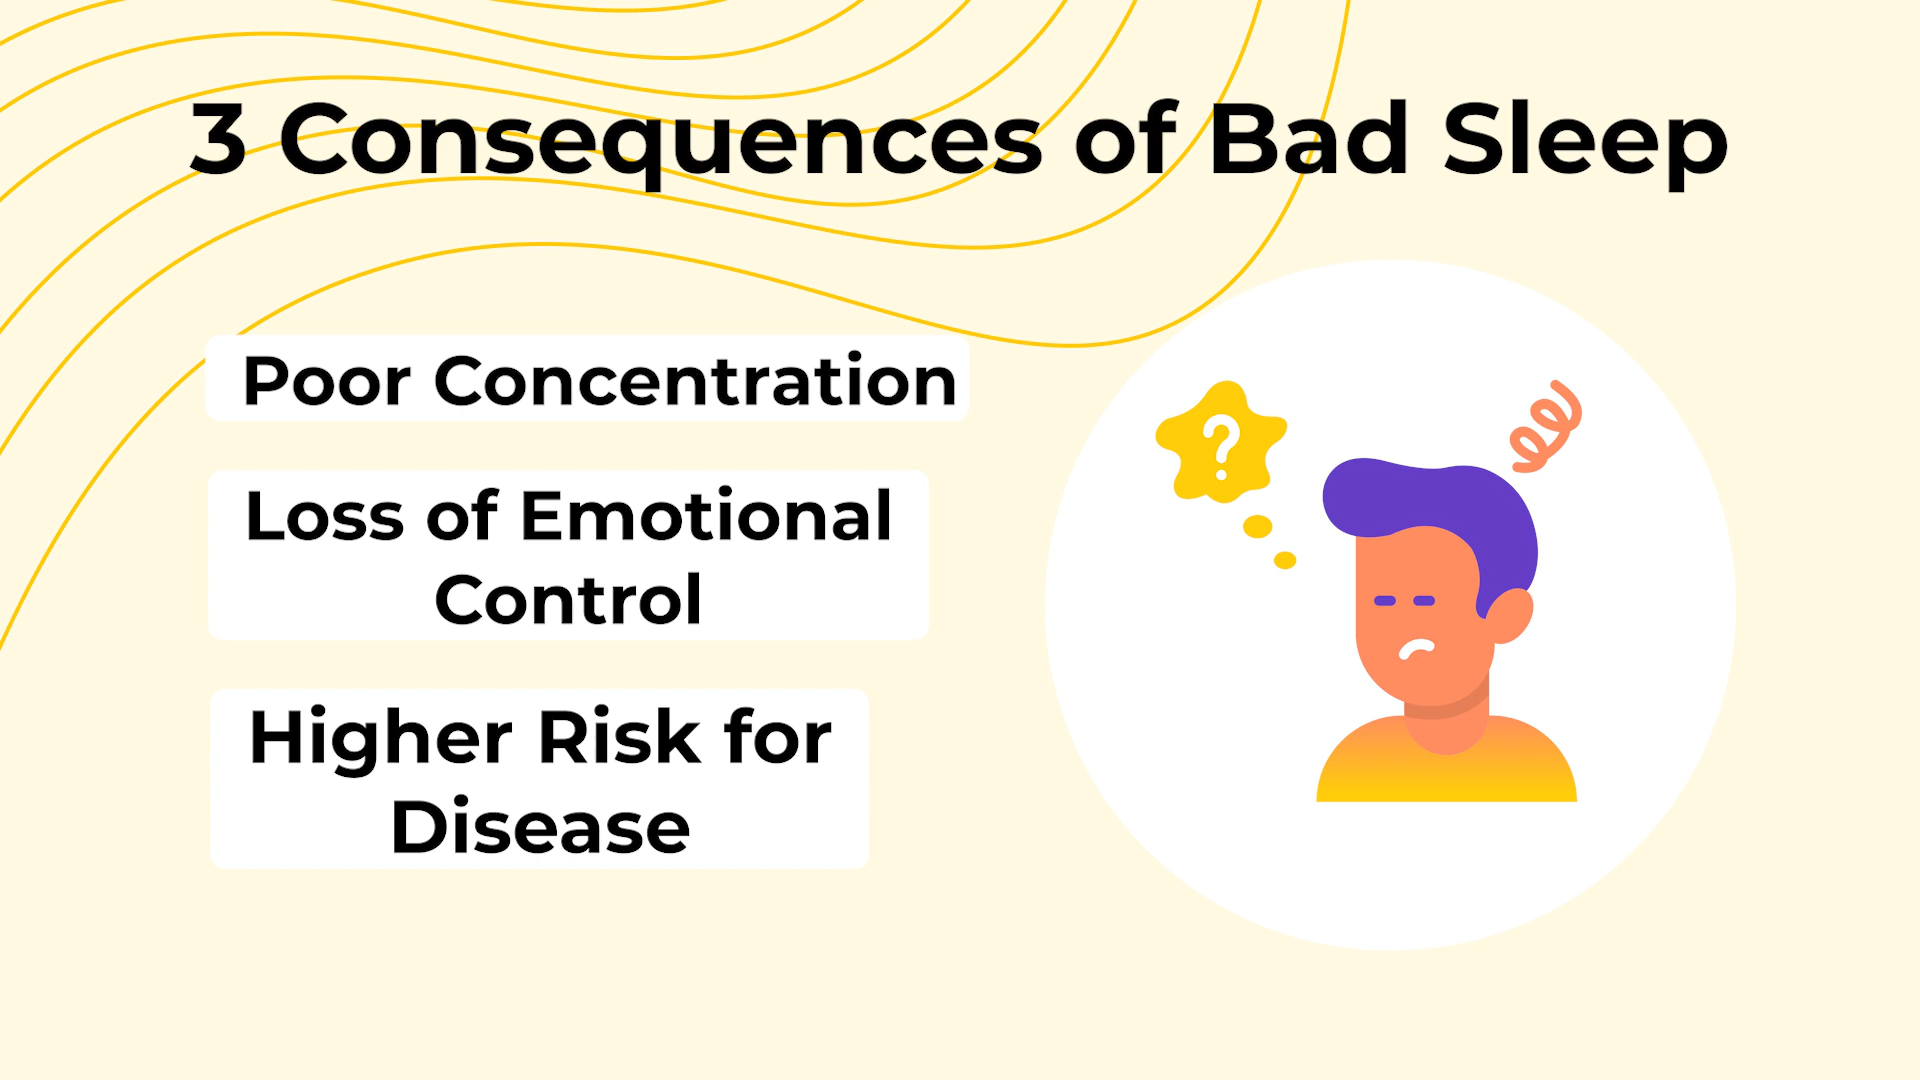 3 Consequences of Bad Sleep
Poor Concentration
Loss of Emotional
Control
Higher Risk for
Disease
?